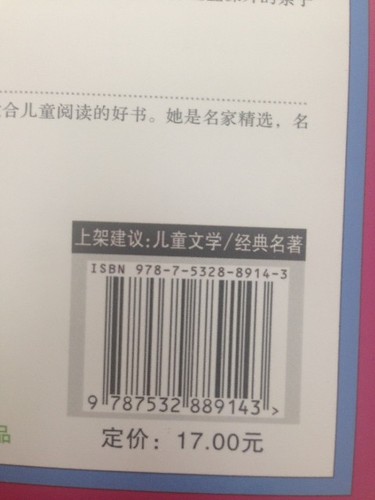 合儿童阅读的好书。她是名家精选，名
上架建议：儿童文学/经典名著
ISBN 978-7-5328-8914-3
9 787532 889143 >
定价：17.00元
品